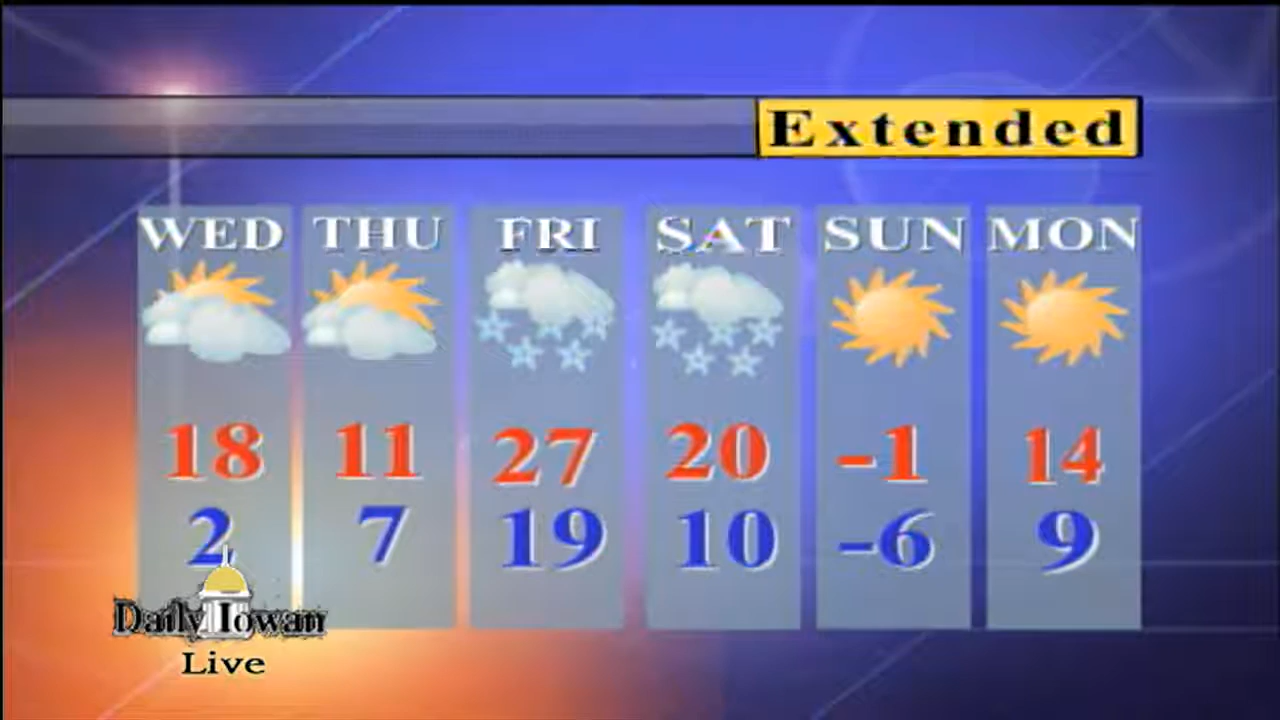 Extended
WED THU FRI SAT SUN MON
18 11 27 20 -1 14
2 7 19 10 -6 9
Daily Iowan
Live